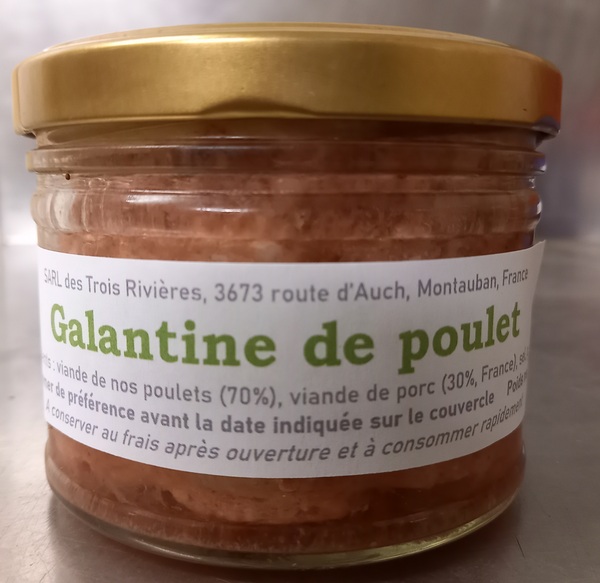 SARL des Trois Rivières, 3673 route d'Auch, Montauban, France
Galantine de poulet
: viande de nos poulets (70%), viande de porc (30%, France),
de préférence avant la date indiquée sur le couvercle
A conserver au frais après ouverture et à consommer rapidement